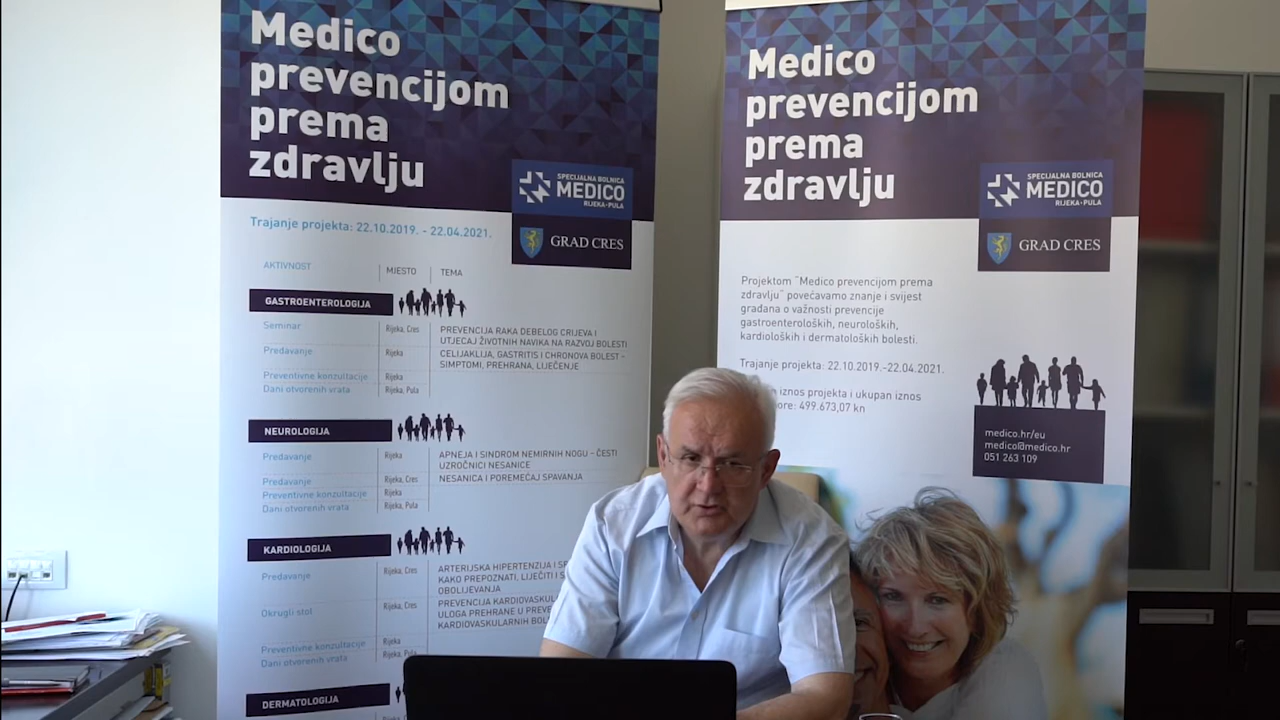 Medico
prevencijom
prema
zdravlju
SPECIJALNA BOLNICA
MEDICO
RIJEKA-PULA
GRAD CRES
Trajanje projekta: 22.10.2019. - 22.04.2021.
AKTIVNOST MJESTO TEMA
GASTROENTEROLOGIJA
Seminar Rijeka, Cres PREVENCIJA RAKA DEBELOG CRIJEVA I
UTJECAJ ŽIVOTNIH NAVIKA NA RAZVOJ BOLESTI
Predavanje Rijeka CELIJAKLIJA, GASTRITIS I CHRONOVA BOLEST –
SIMPTOMI, PREHRANA, LIJEČENJE
Preventivne konzultacije Rijeka
Dani otvorenih vrata Rijeka, Pula
NEUROLOGIJA
Predavanje Rijeka APNEJA I SINDROM NEMIRNIH NOGU – ČESTI
UZROČNICI NESANICE
Predavanje Rijeka, Cres NESANICA I POREMEĆAJ SPAVANJA
Preventivne konzultacije Rijeka
Dani otvorenih vrata Rijeka, Pula
KARDIOLOGIJA
Predavanje Rijeka, Cres ARTERIJSKA HIPERTENZIJA I
KAKO PREPOZNATI, LIJEČITI I
OBOLJEVANJA
Okrugli stol Rijeka, Cres PREVENCIJA
ULOGA PREHRANE U
KARDIOVASKULARNIH
Preventivne konzultacije Rijeka
Dani otvorenih vrata Rijeka, Pula
DERMATOLOGIJA
Medico
prevencijom
prema
zdravlju
SPECIJALNA BOLNICA
MEDICO
RIJEKA•PULA
GRAD CRES
Projektom "Medico prevencijom prema
zdravlju" povećavamo znanje i svijest
građana o važnosti prevencije
gastroenteroloških, neuroloških,
kardioloških i dermatoloških bolesti.
Trajanje projekta: 22.10.2019.-22.04.2021.
iznos projekta i ukupan iznos
499.673,07 kn
medico.hr/eu
medico@medico.hr
051 263 109